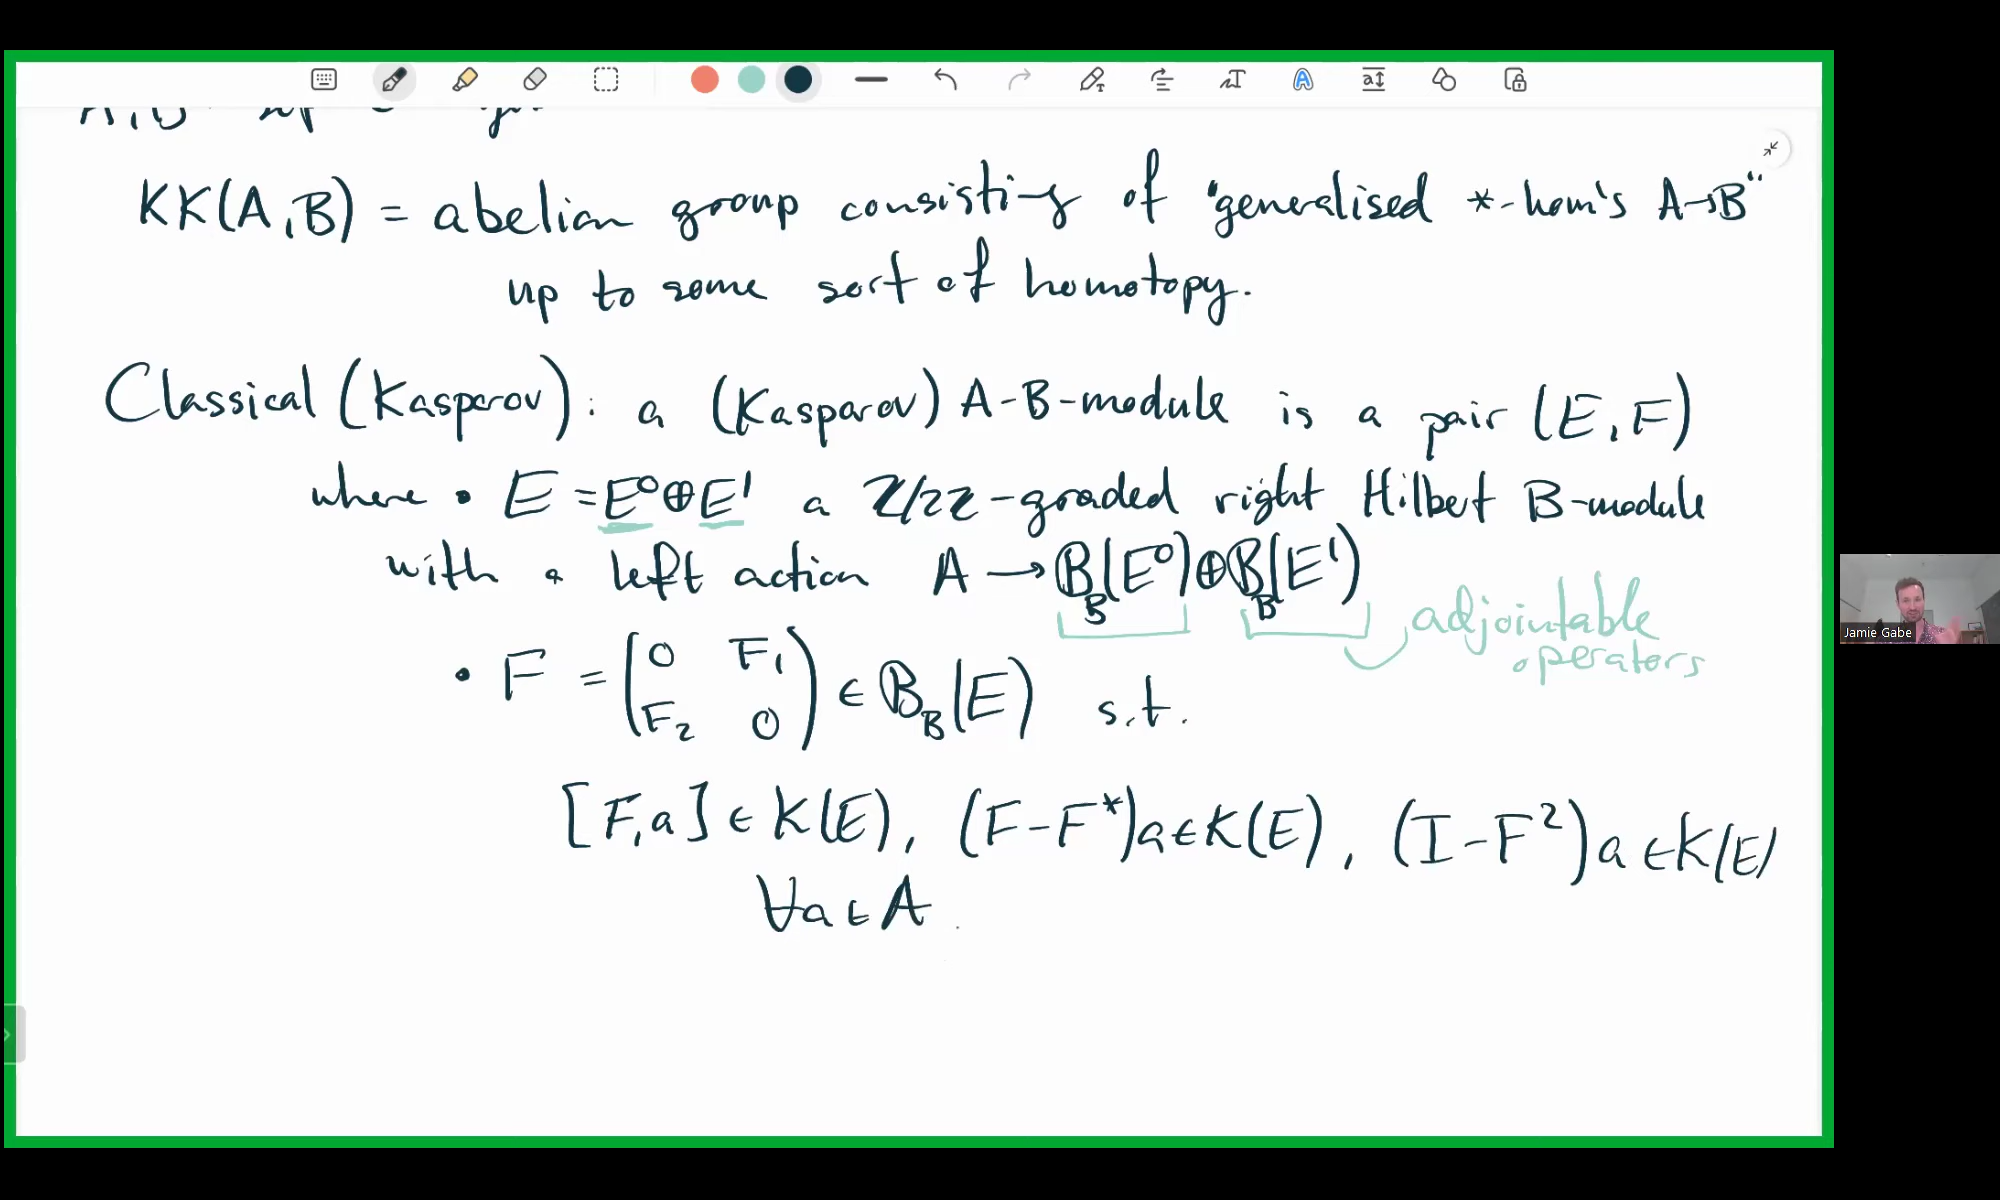 A, B
KK(A,B) = abelian group consisting of "generalised *-hom's A→B"
up to some sort of homotopy.
Classical (Kasparov): a (Kasparov) A-B-module is a pair (E, F)
where • E = E⁰⊕E¹ a ℤ/2ℤ-graded right Hilbert B-module
with a left action A → 𝔹_B(E⁰)⊕𝔹_B(E¹)
adjointable
operators
• F = (0 F₁
F₂ 0) ∈ 𝔹_B(E) s.t.
[F,a] ∈ K(E), (F-F*)a ∈ K(E), (I-F²)a ∈ K(E)
∀a ∈ A.
Jamie Gabe